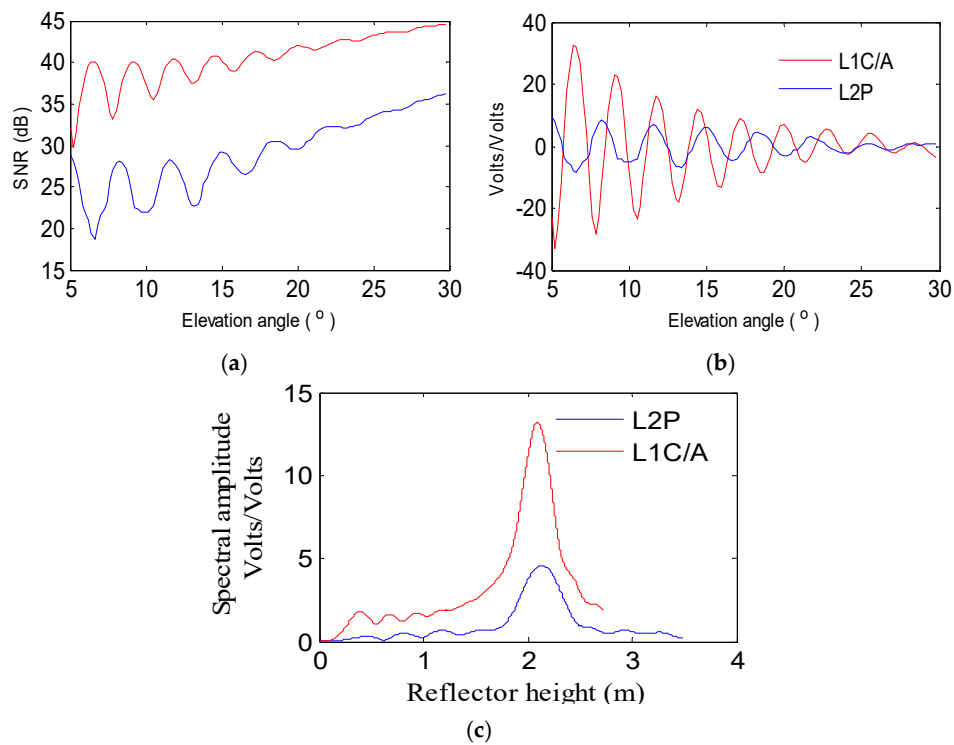 45
40
35
30
25
20
15
SNR (dB)
5 10 15 20 25 30
Elevation angle ( o )
(a)
40
20
0
-20
-40
Volts/Volts
L1C/A
L2P
5 10 15 20 25 30
Elevation angle ( o )
(b)
15
10
5
0
Spectral amplitude
Volts/Volts
L2P
L1C/A
0 1 2 3 4
Reflector height (m)
(c)